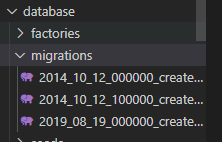 database
factories
migrations
2014_10_12_000000_create...
2014_10_12_100000_create...
2019_08_19_000000_create...